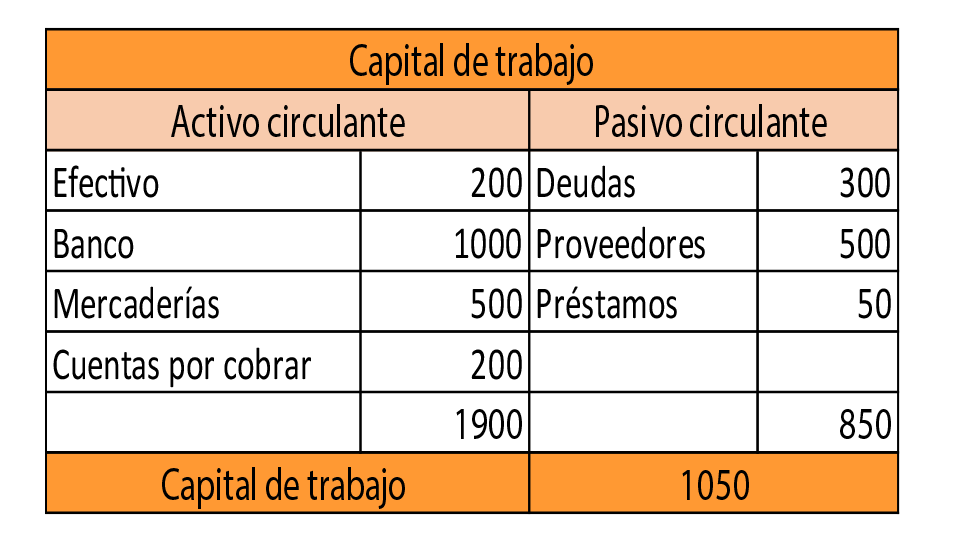 Capital de trabajo
Activo circulante Pasivo circulante
Efectivo 200 Deudas 300
Banco 1000 Proveedores 500
Mercaderías 500 Préstamos 50
Cuentas por cobrar 200
1900 850
Capital de trabajo 1050